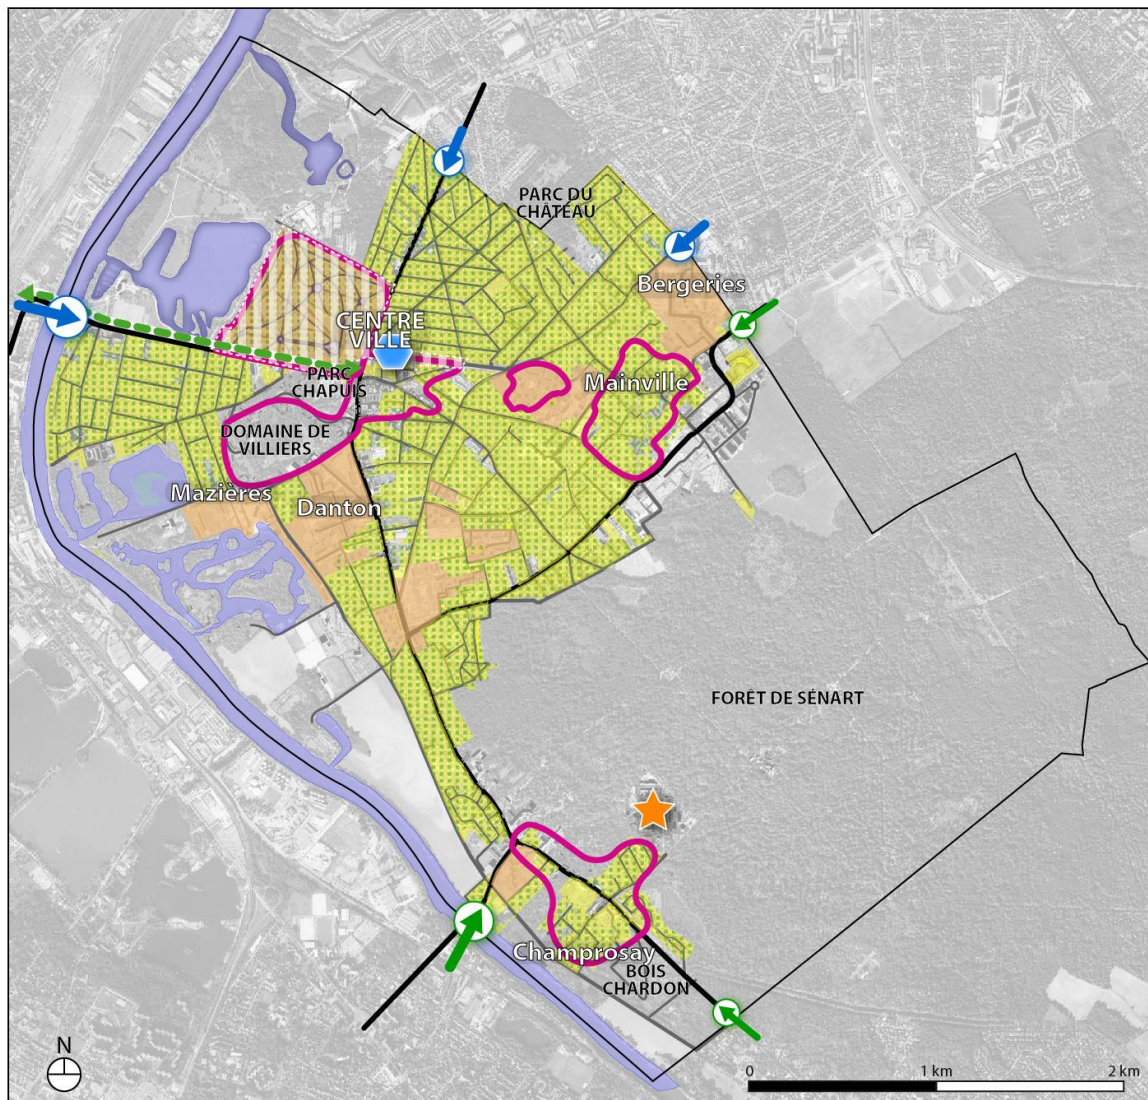 PARC DU
CHÂTEAU
Bergeries
CENTRE
VILLE
PARC
CHAPUIS
Mainville
DOMAINE DE
VILLIERS
Mazières
Danton
FORÊT DE SÉNART
Champrosay
BOIS
CHARDON
N
0 1 km 2 km